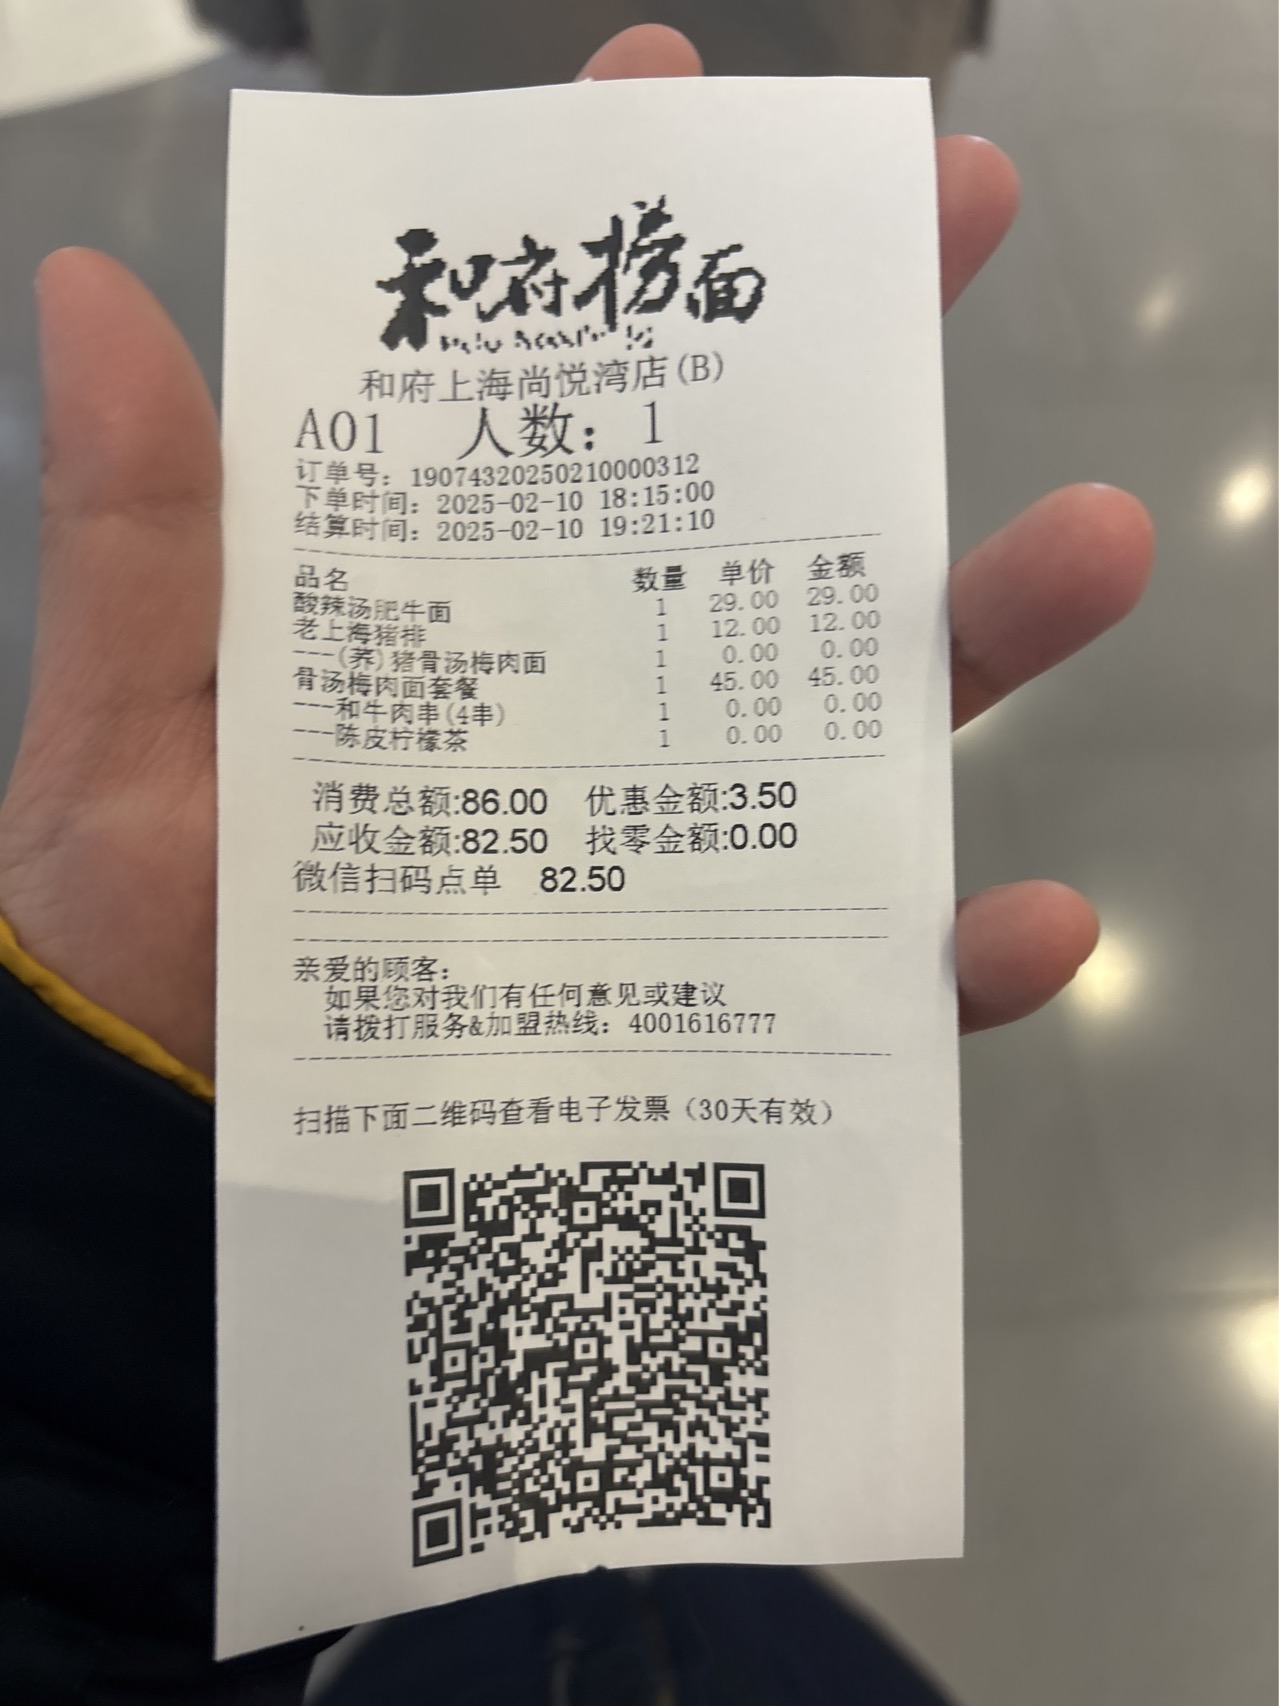 和府捞面
和府上海尚悦湾店(B)
A01 人数：1
订单号：19074320250210000312
下单时间：2025-02-10 18:15:00
结算时间：2025-02-10 19:21:10
品名 数量 单价 金额
酸辣汤肥牛面 1 29.00 29.00
老上海猪排 1 12.00 12.00
---(荞)猪骨汤梅肉面 1 0.00 0.00
骨汤梅肉面套餐 1 45.00 45.00
---和牛肉串(4串) 1 0.00 0.00
---陈皮柠檬茶 1 0.00 0.00
消费总额:86.00 优惠金额:3.50
应收金额:82.50 找零金额:0.00
微信扫码点单 82.50
亲爱的顾客：
如果您对我们有任何意见或建议
请拨打服务&加盟热线：4001616777
扫描下面二维码查看电子发票（30天有效）